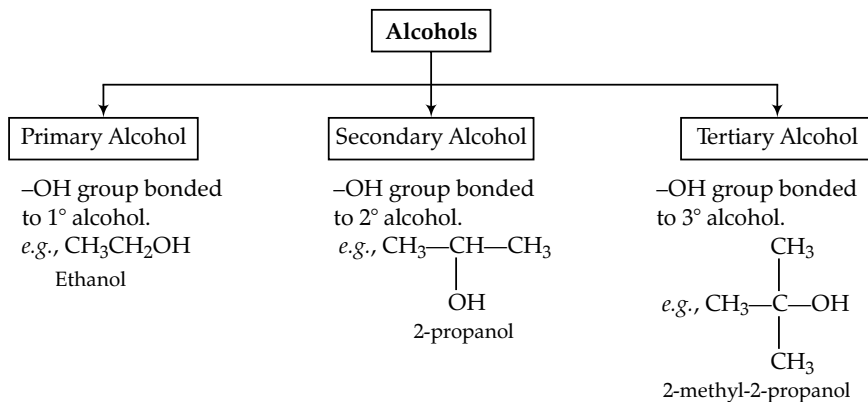 Alcohols
Primary Alcohol
–OH group bonded
to 1° alcohol.
e.g., CH₃CH₂OH
Ethanol
Secondary Alcohol
–OH group bonded
to 2° alcohol.
e.g., CH₃—CH—CH₃
OH
2-propanol
Tertiary Alcohol
–OH group bonded
to 3° alcohol.
CH₃
e.g., CH₃—C—OH
CH₃
2-methyl-2-propanol